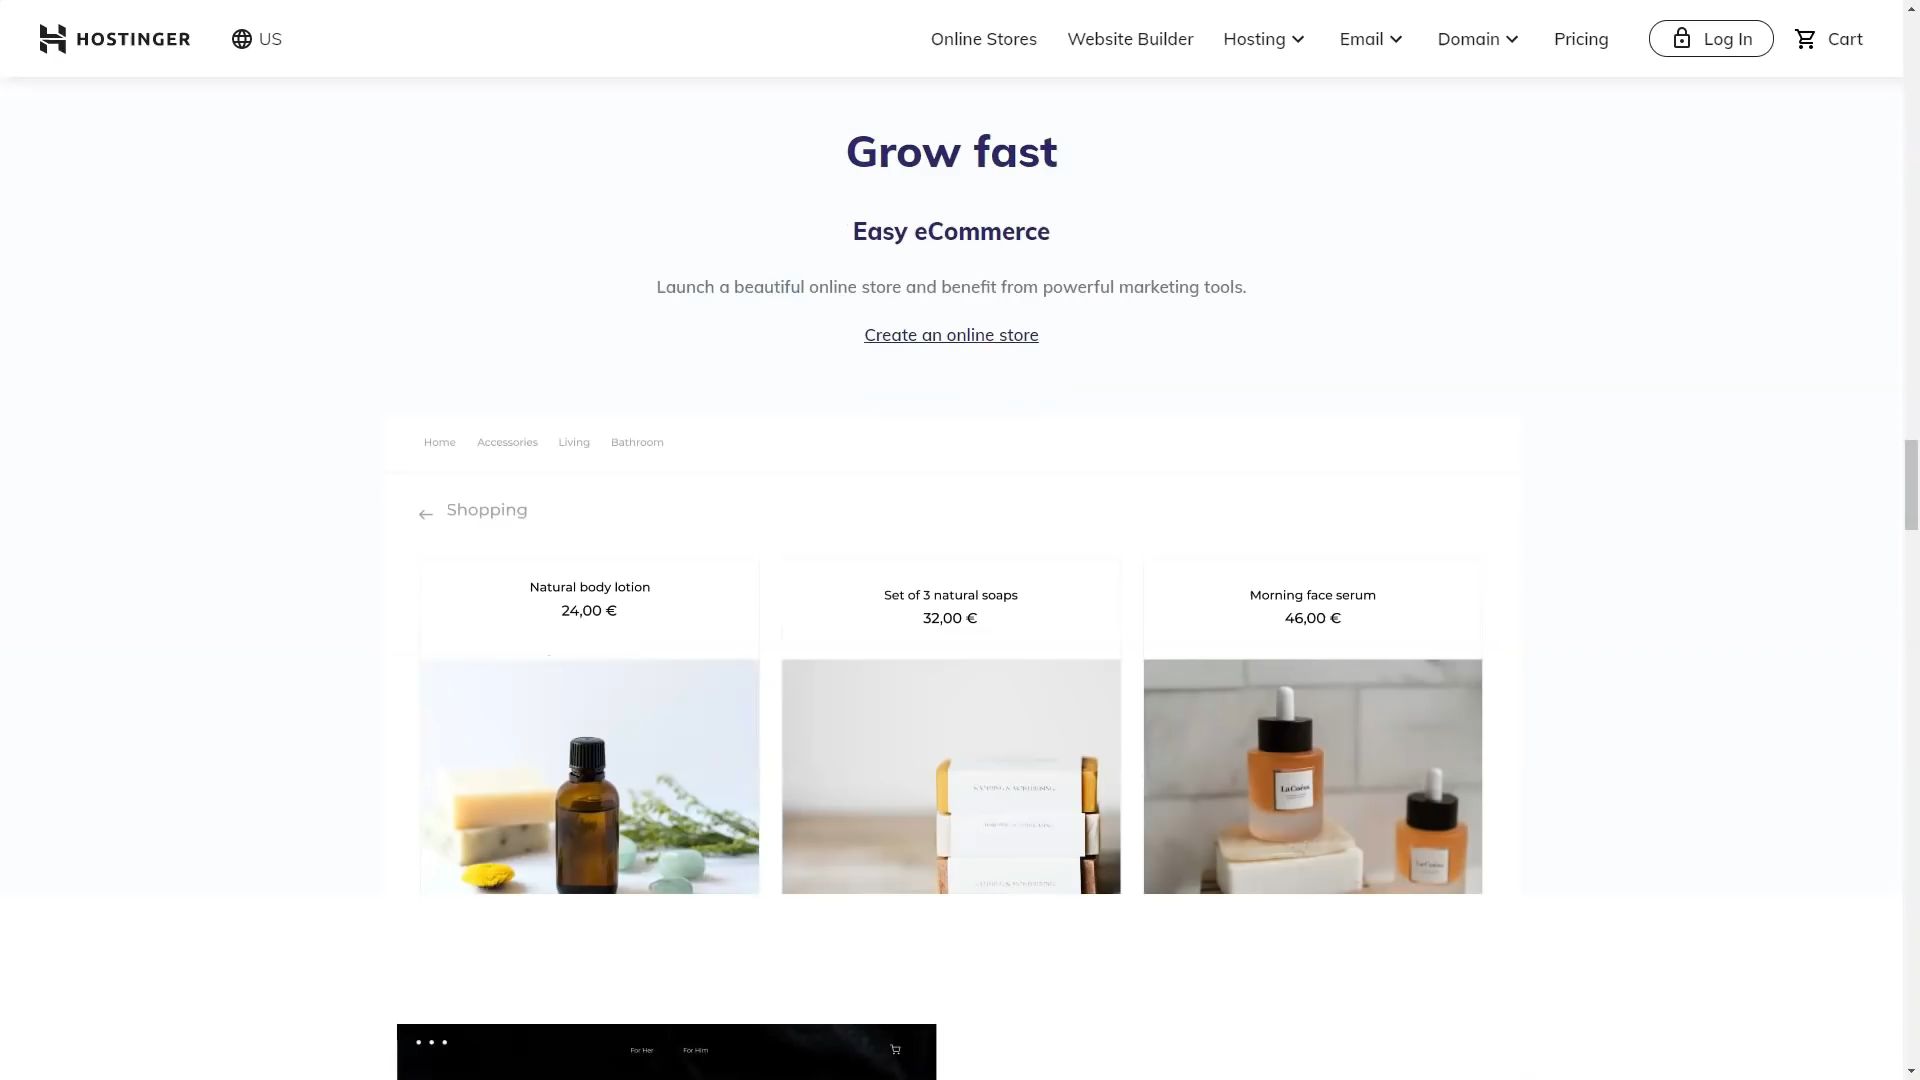 HOSTINGER
US
Online Stores
Website Builder
Hosting
Email
Domain
Pricing
Log In
Cart
Grow fast
Easy eCommerce
Launch a beautiful online store and benefit from powerful marketing tools.
Create an online store
Home
Accessories
Living
Bathroom
Shopping
Natural body lotion
24,00 €
Set of 3 natural soaps
32,00 €
Morning face serum
46,00 €
For Her
For Him